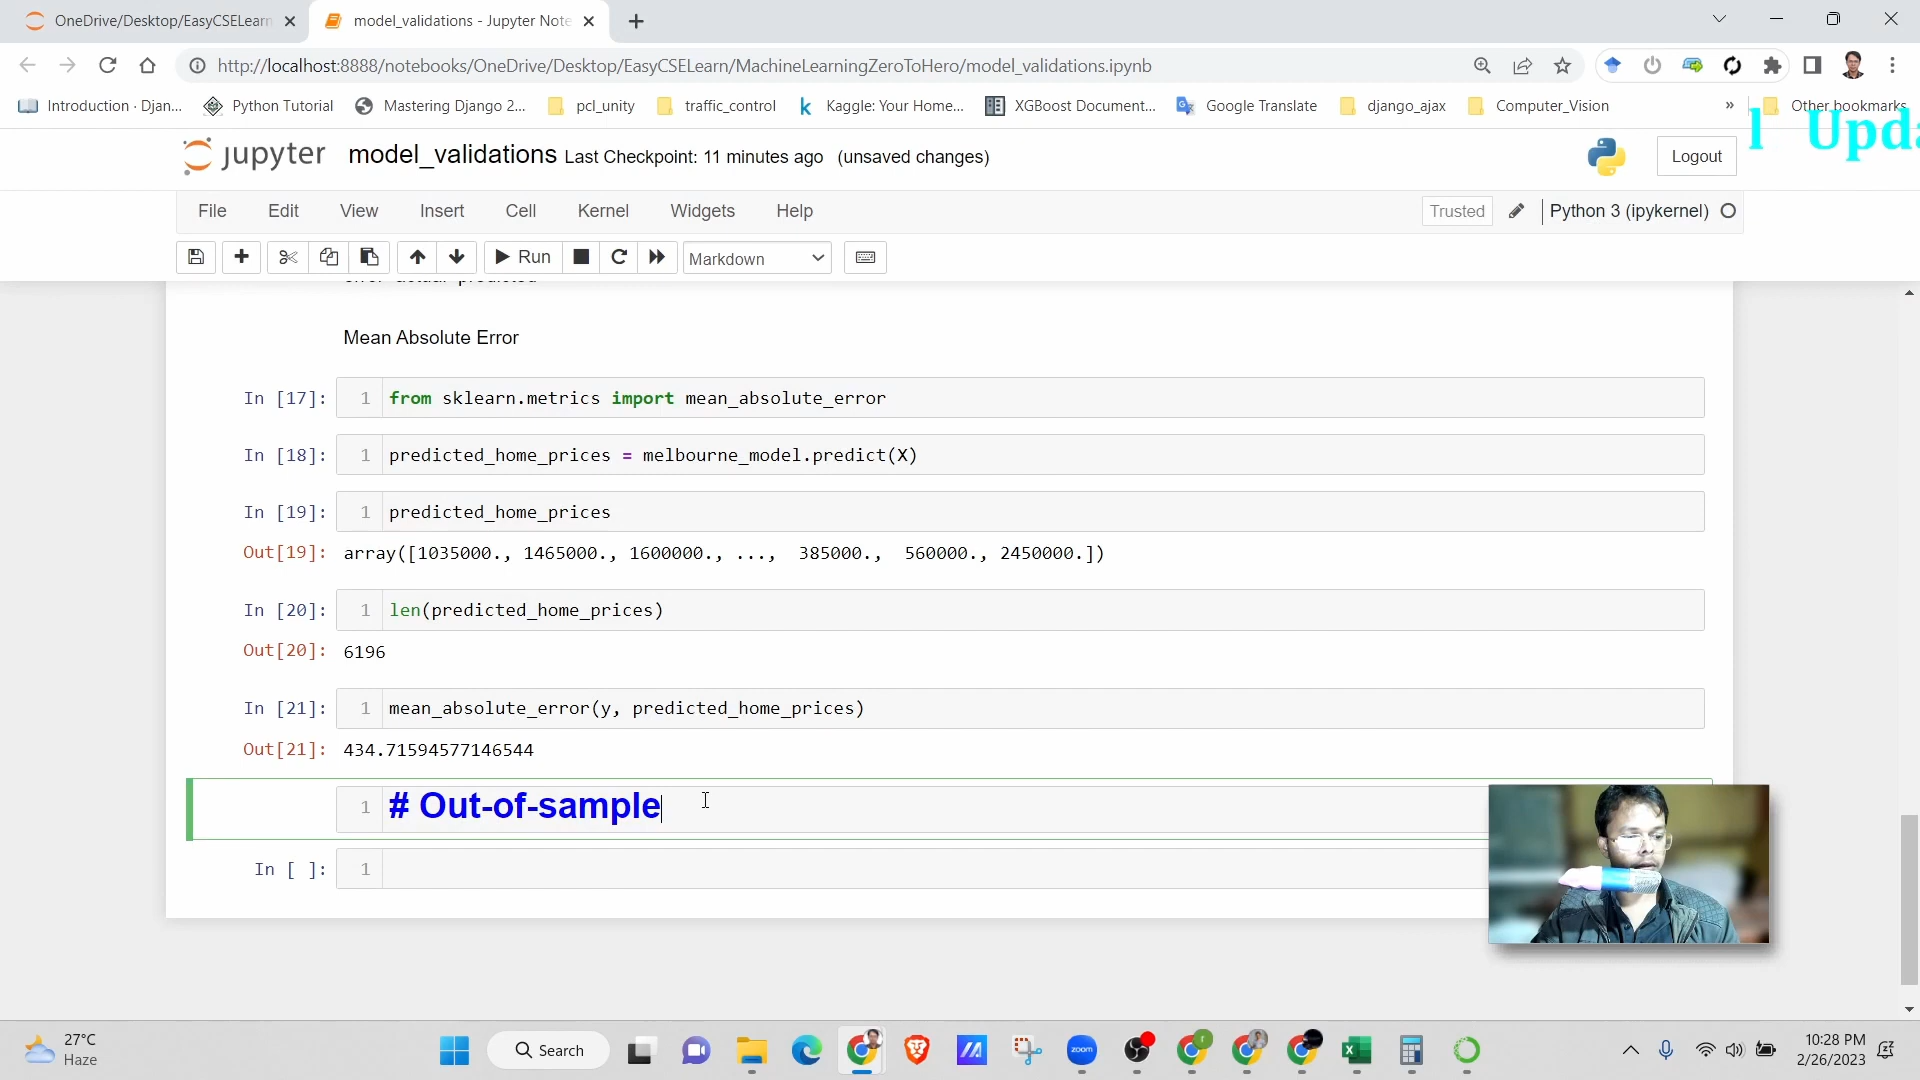 OneDrive/Desktop/EasyCSELearn
model_validations - Jupyter Note
http://localhost:8888/notebooks/OneDrive/Desktop/EasyCSELearn/MachineLearningZeroToHero/model_validations.ipynb
Introduction · Djan...
Python Tutorial
Mastering Django 2...
pcl_unity
traffic_control
Kaggle: Your Home...
XGBoost Document...
Google Translate
django_ajax
Computer_Vision
»
Other bookmarks
l Upda
jupyter model_validations Last Checkpoint: 11 minutes ago (unsaved changes)
Logout
File Edit View Insert Cell Kernel Widgets Help
Trusted
Python 3 (ipykernel)
Run
Markdown
Mean Absolute Error
In [17]: 1 from sklearn.metrics import mean_absolute_error
In [18]: 1 predicted_home_prices = melbourne_model.predict(X)
In [19]: 1 predicted_home_prices
Out[19]: array([1035000., 1465000., 1600000., ..., 385000., 560000., 2450000.])
In [20]: 1 len(predicted_home_prices)
Out[20]: 6196
In [21]: 1 mean_absolute_error(y, predicted_home_prices)
Out[21]: 434.71594577146544
1 # Out-of-sample
In [ ]: 1
27°C
Haze
Search
zoom
10:28 PM
2/26/2023